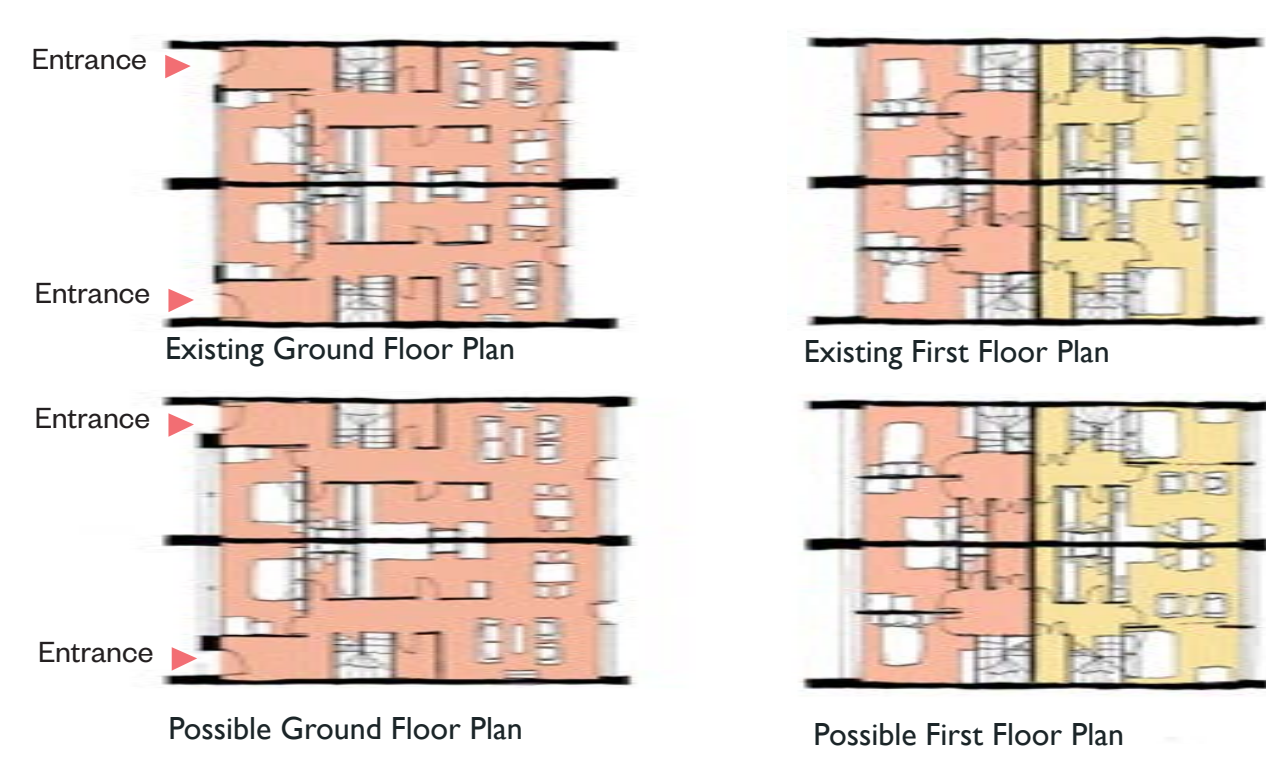 Entrance
Entrance
Existing Ground Floor Plan
Existing First Floor Plan
Entrance
Entrance
Possible Ground Floor Plan
Possible First Floor Plan